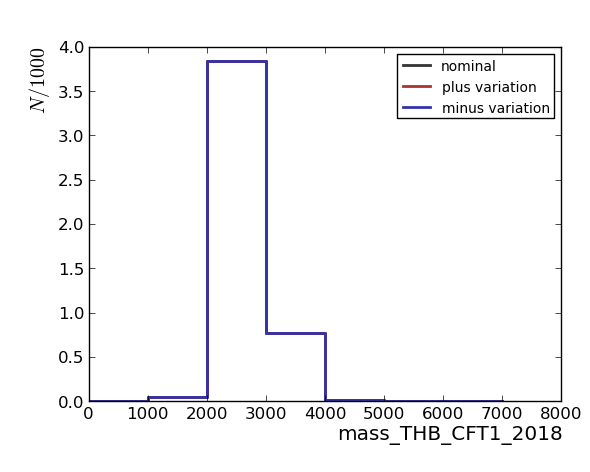 N/1000
4.0
3.5
3.0
2.5
2.0
1.5
1.0
0.5
0.0
nominal
plus variation
minus variation
0 1000 2000 3000 4000 5000 6000 7000 8000
mass_THB_CFT1_2018